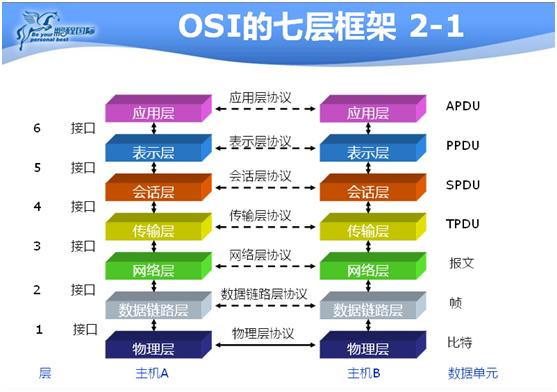 鹏程国际
Be your personal best
OSI的七层框架 2-1
应用层 应用层协议 应用层 APDU
6 接口
表示层 表示层协议 表示层 PPDU
5 接口
会话层 会话层协议 会话层 SPDU
4 接口
传输层 传输层协议 传输层 TPDU
3 接口
网络层 网络层协议 网络层 报文
2 接口
数据链路层 数据链路层协议 数据链路层 帧
1 接口
物理层 物理层协议 物理层 比特
层 主机A 主机B 数据单元